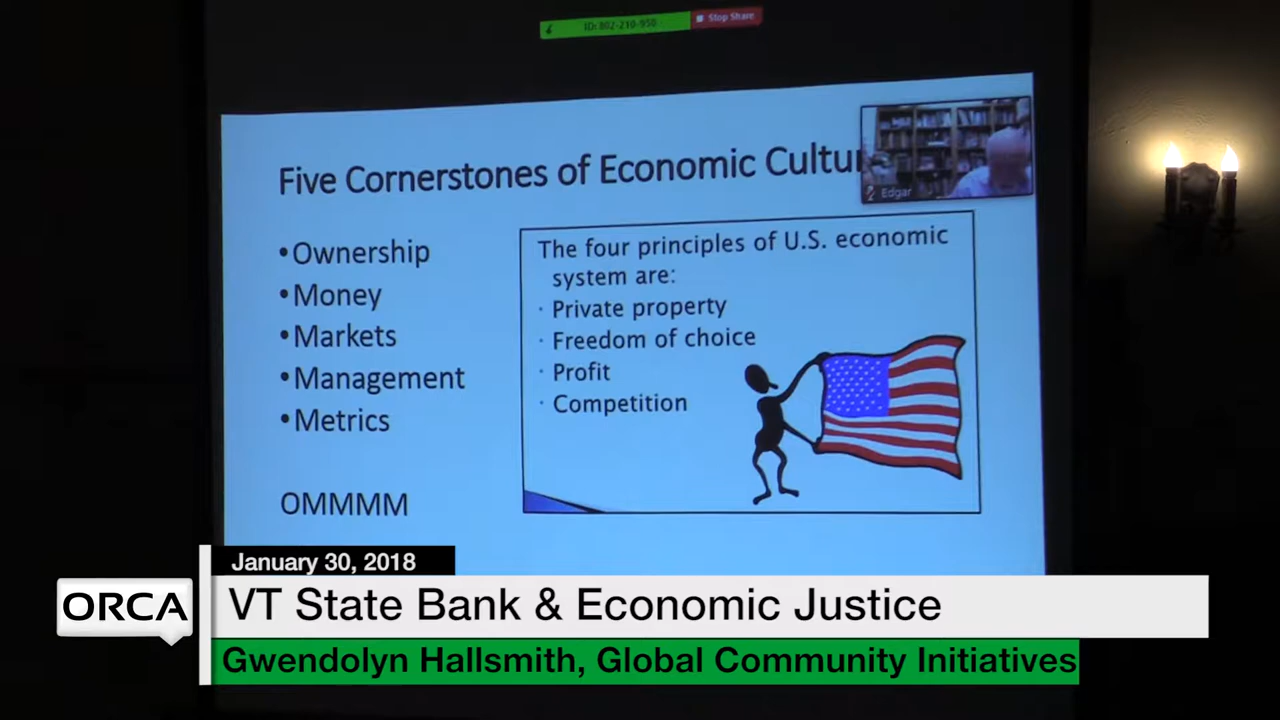 ID: 802-210-950
Stop Share
Five Cornerstones of Economic Cultu
Edgar
•Ownership
•Money
•Markets
•Management
•Metrics
OMMMM
The four principles of U.S. economic
system are:
· Private property
· Freedom of choice
· Profit
· Competition
January 30, 2018
ORCA
VT State Bank & Economic Justice
Gwendolyn Hallsmith, Global Community Initiatives